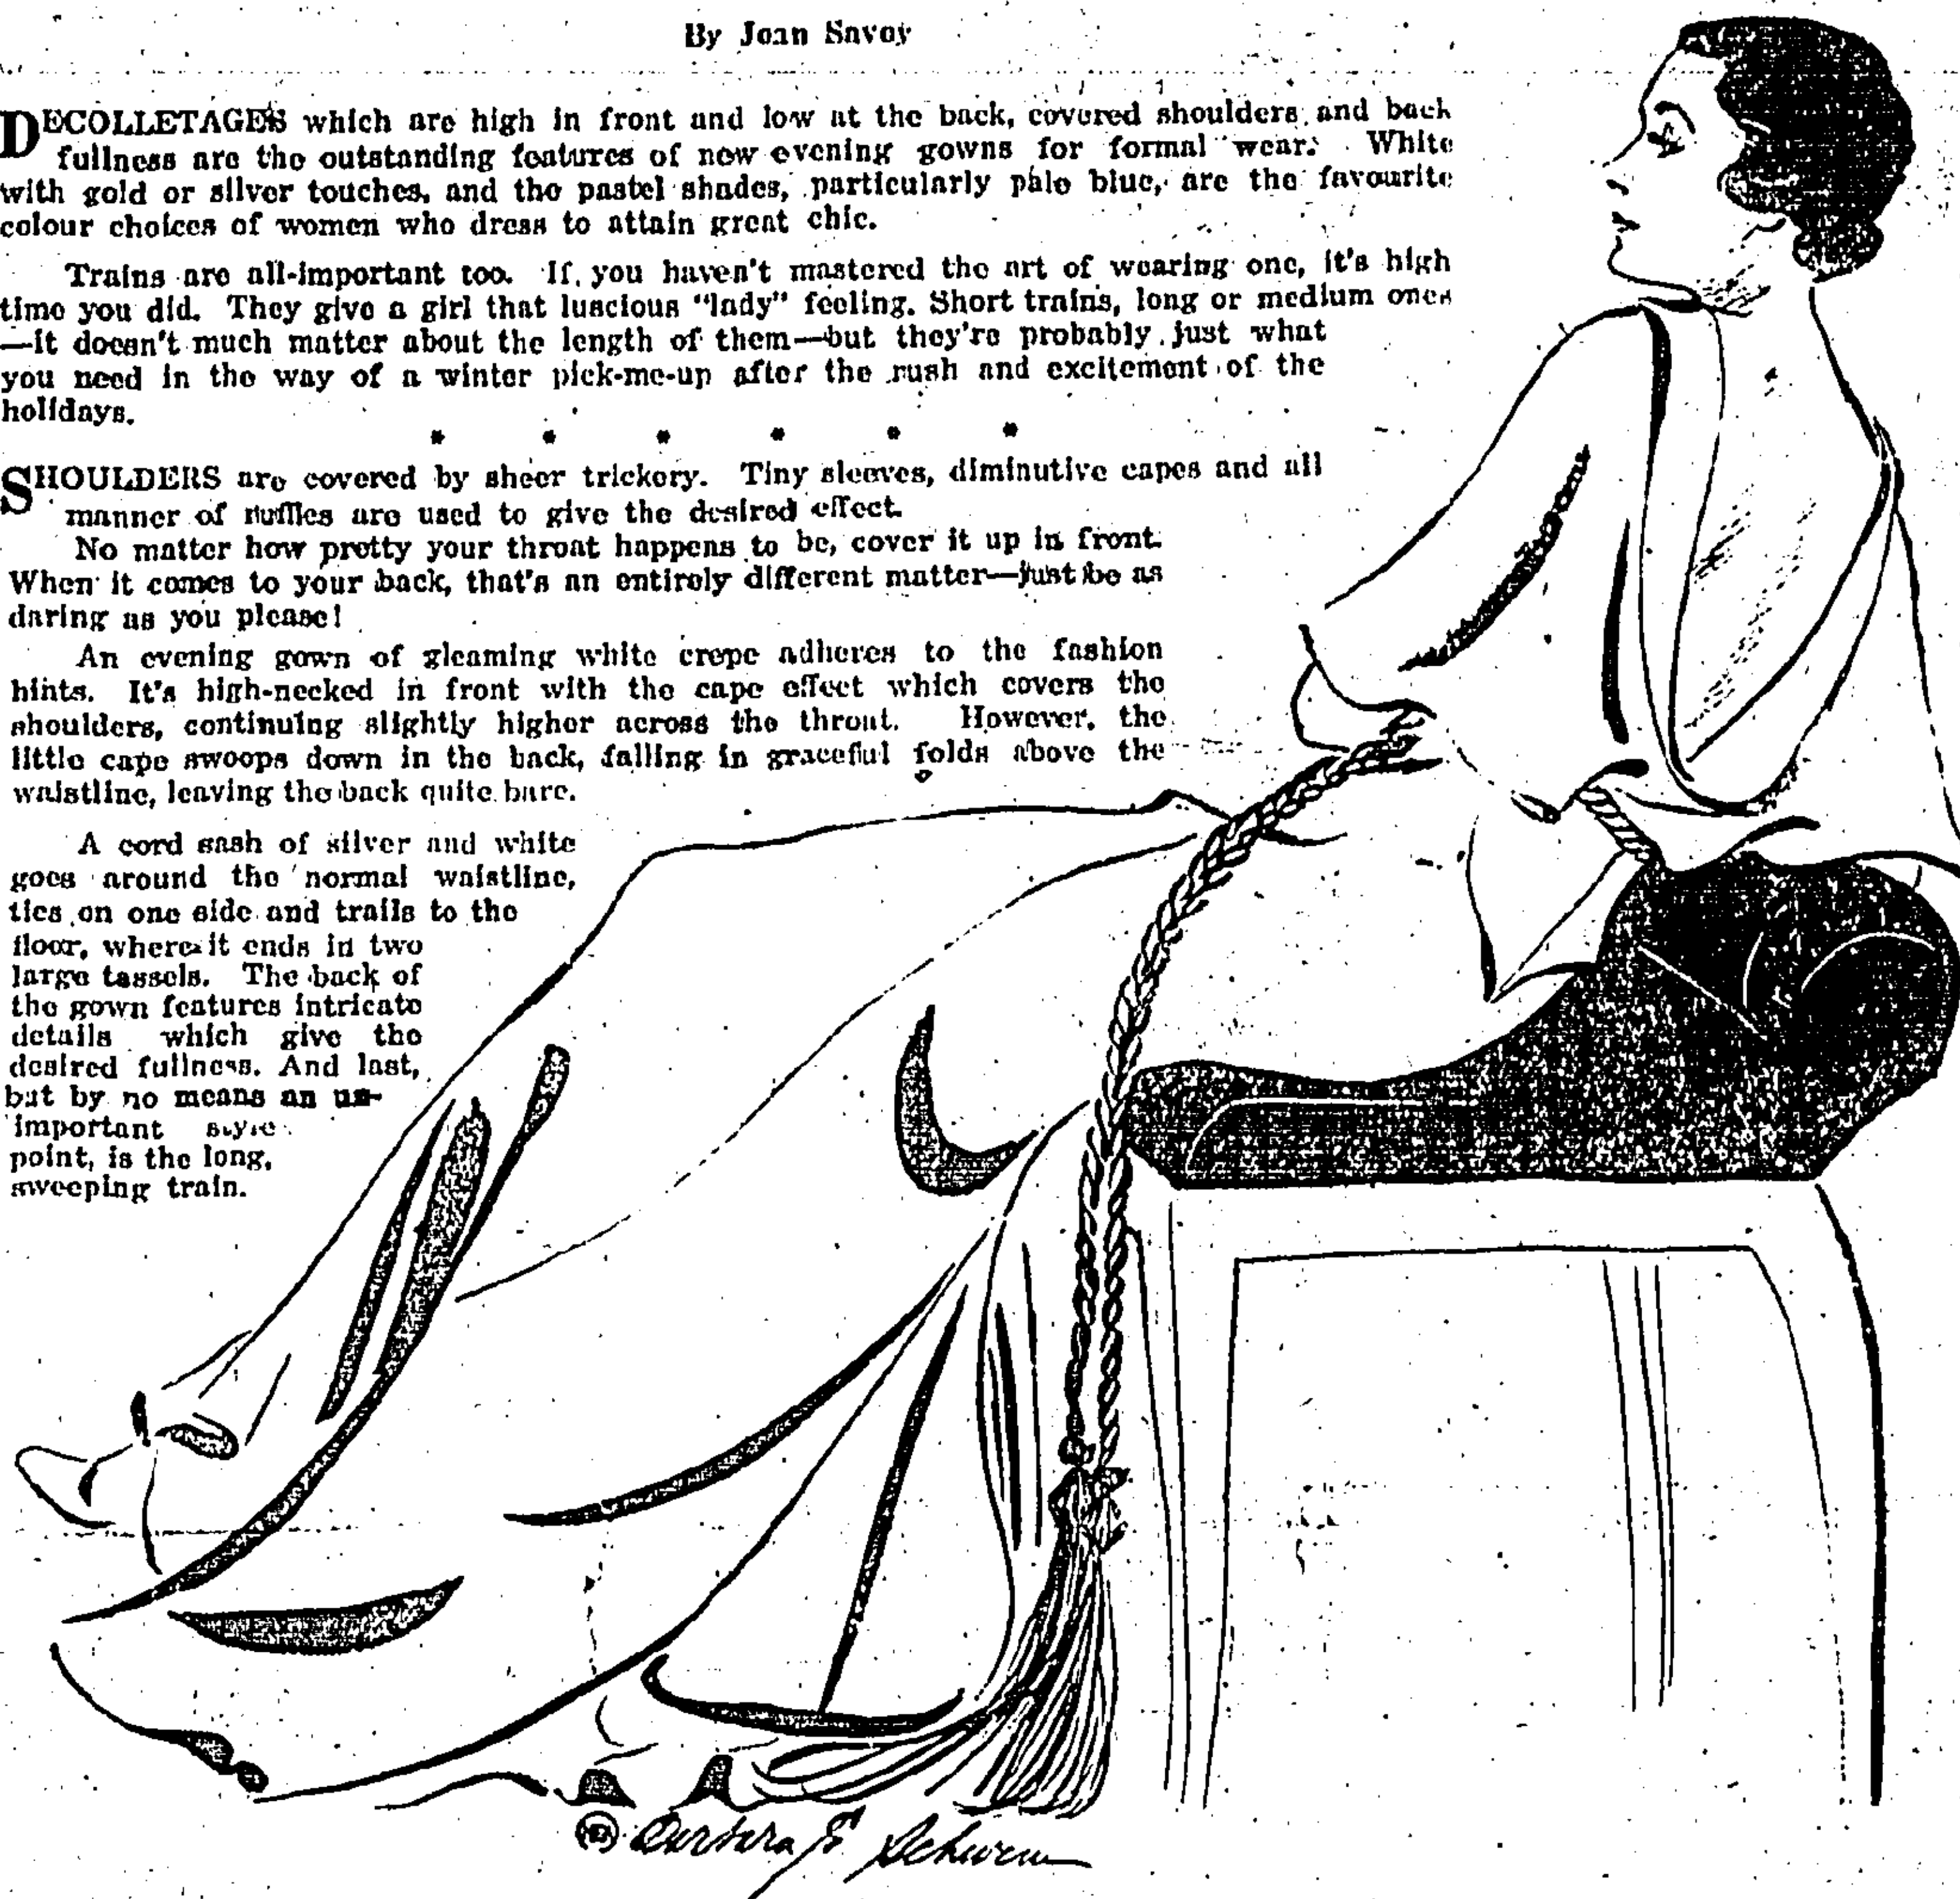 By Joan Savoy
DECOLLETAGES which are high in front and low at the back, covered shoulders and back
fullness are the outstanding features of new evening gowns for formal wear. White
with gold or silver touches, and the pastel shades, particularly pale blue, are the favourite
colour choices of women who dress to attain great chic.
Trains are all-important too. If you haven't mastered the art of wearing one, it's high
time you did. They give a girl that luscious "lady" feeling. Short trains, long or medium ones
—it doesn't much matter about the length of them—but they're probably just what
you need in the way of a winter pick-me-up after the rush and excitement of the
holidays.
* * * * * *
SHOULDERS are covered by sheer trickery. Tiny sleeves, diminutive capes and all
manner of ruffles are used to give the desired effect.
No matter how pretty your throat happens to be, cover it up in front.
When it comes to your back, that's an entirely different matter—just be as
daring as you please!
An evening gown of gleaming white crepe adheres to the fashion
hints. It's high-necked in front with the cape effect which covers the
shoulders, continuing slightly higher across the throat. However, the
little cape swoops down in the back, falling in graceful folds above the
waistline, leaving the back quite bare.
A cord sash of silver and white
goes around the normal waistline,
ties on one side and trails to the
floor, where it ends in two
large tassels. The back of
the gown features intricate
details which give the
desired fullness. And last,
but by no means an un-
important style
point, is the long,
sweeping train.
Barbara E Schwem